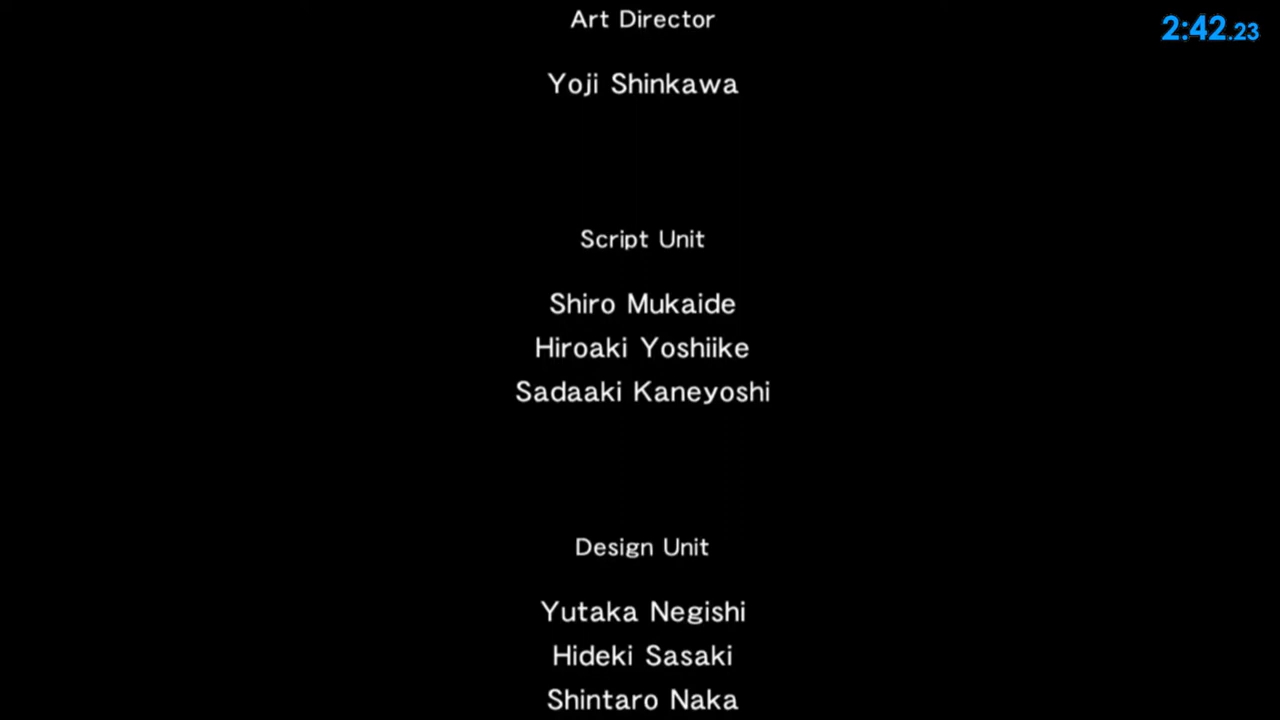 Art Director
2:42.23
Yoji Shinkawa
Script Unit
Shiro Mukaide
Hiroaki Yoshiike
Sadaaki Kaneyoshi
Design Unit
Yutaka Negishi
Hideki Sasaki
Shintaro Naka